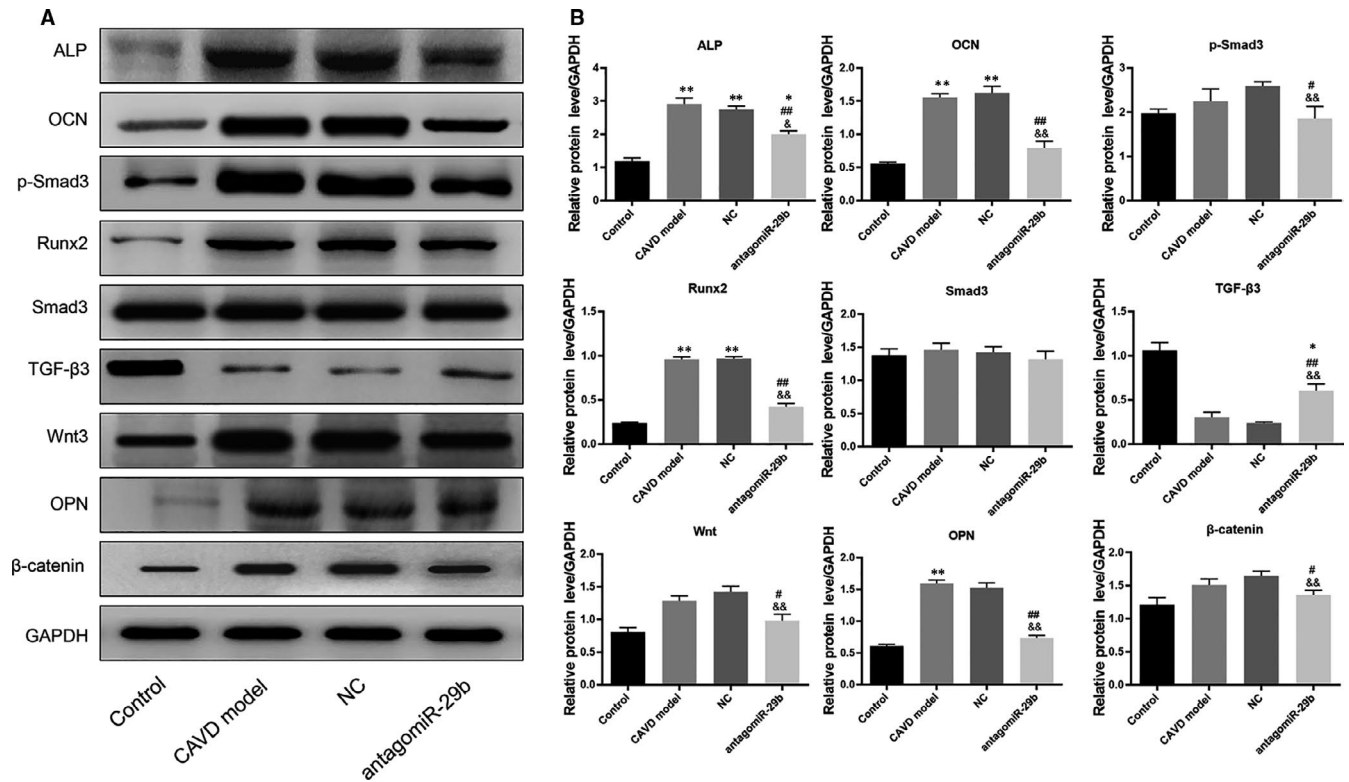 A
ALP
OCN
p-Smad3
Runx2
Smad3
TGF-β3
Wnt3
OPN
β-catenin
GAPDH
Control
CAVD model
NC
antagomiR-29b
B
ALP
Relative protein leve/GAPDH
4
3
2
1
0
**
**
*
##
&
Control
CAVD model
NC
antagomiR-29b
OCN
Relative protein level/GAPDH
2.0
1.5
1.0
0.5
0.0
**
**
##
&&
Control
CAVD model
NC
antagomiR-29b
p-Smad3
Relative protein level/GAPDH
3
2
1
0
#
&&
Control
CAVD model
NC
antagomiR-29b
Runx2
Relative protein level/GAPDH
1.5
1.0
0.5
0.0
**
**
##
&&
Control
CAVD model
NC
antagomiR-29b
Smad3
Relative protein level/GAPDH
2.0
1.5
1.0
0.5
0.0
Control
CAVD model
NC
antagomiR-29b
TGF-β3
Relative protein level/GAPDH
1.5
1.0
0.5
0.0
*
##
&&
Control
CAVD model
NC
antagomiR-29b
Wnt
Relative protein level/GAPDH
2.0
1.5
1.0
0.5
0.0
#
&&
Control
CAVD model
NC
antagomiR-29b
OPN
Relative protein level/GAPDH
2.0
1.5
1.0
0.5
0.0
**
##
&&
Control
CAVD model
NC
antagomiR-29b
β-catenin
Relative protein level/GAPDH
2.0
1.5
1.0
0.5
0.0
#
&&
Control
CAVD model
NC
antagomiR-29b